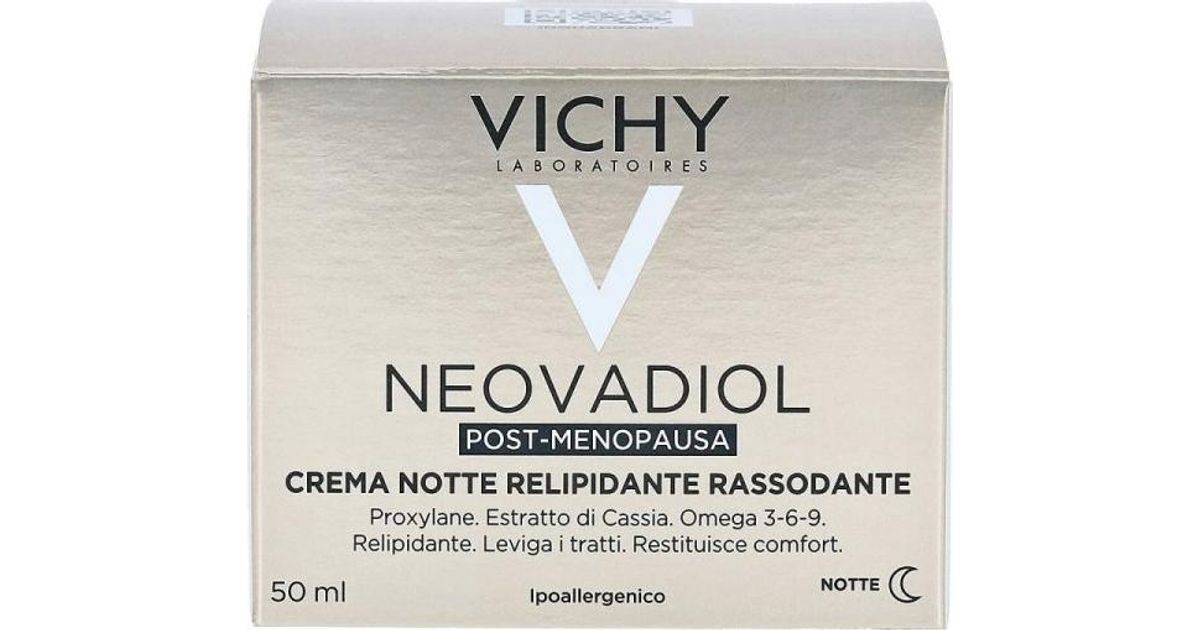 VICHY
LABORATOIRES
V
NEOVADIOL
POST-MENOPAUSA
CREMA NOTTE RELIPIDANTE RASSODANTE
Proxylane. Estratto di Cassia. Omega 3-6-9.
Relipidante. Leviga i tratti. Restituisce comfort.
50 ml
Ipoallergenico
NOTTE